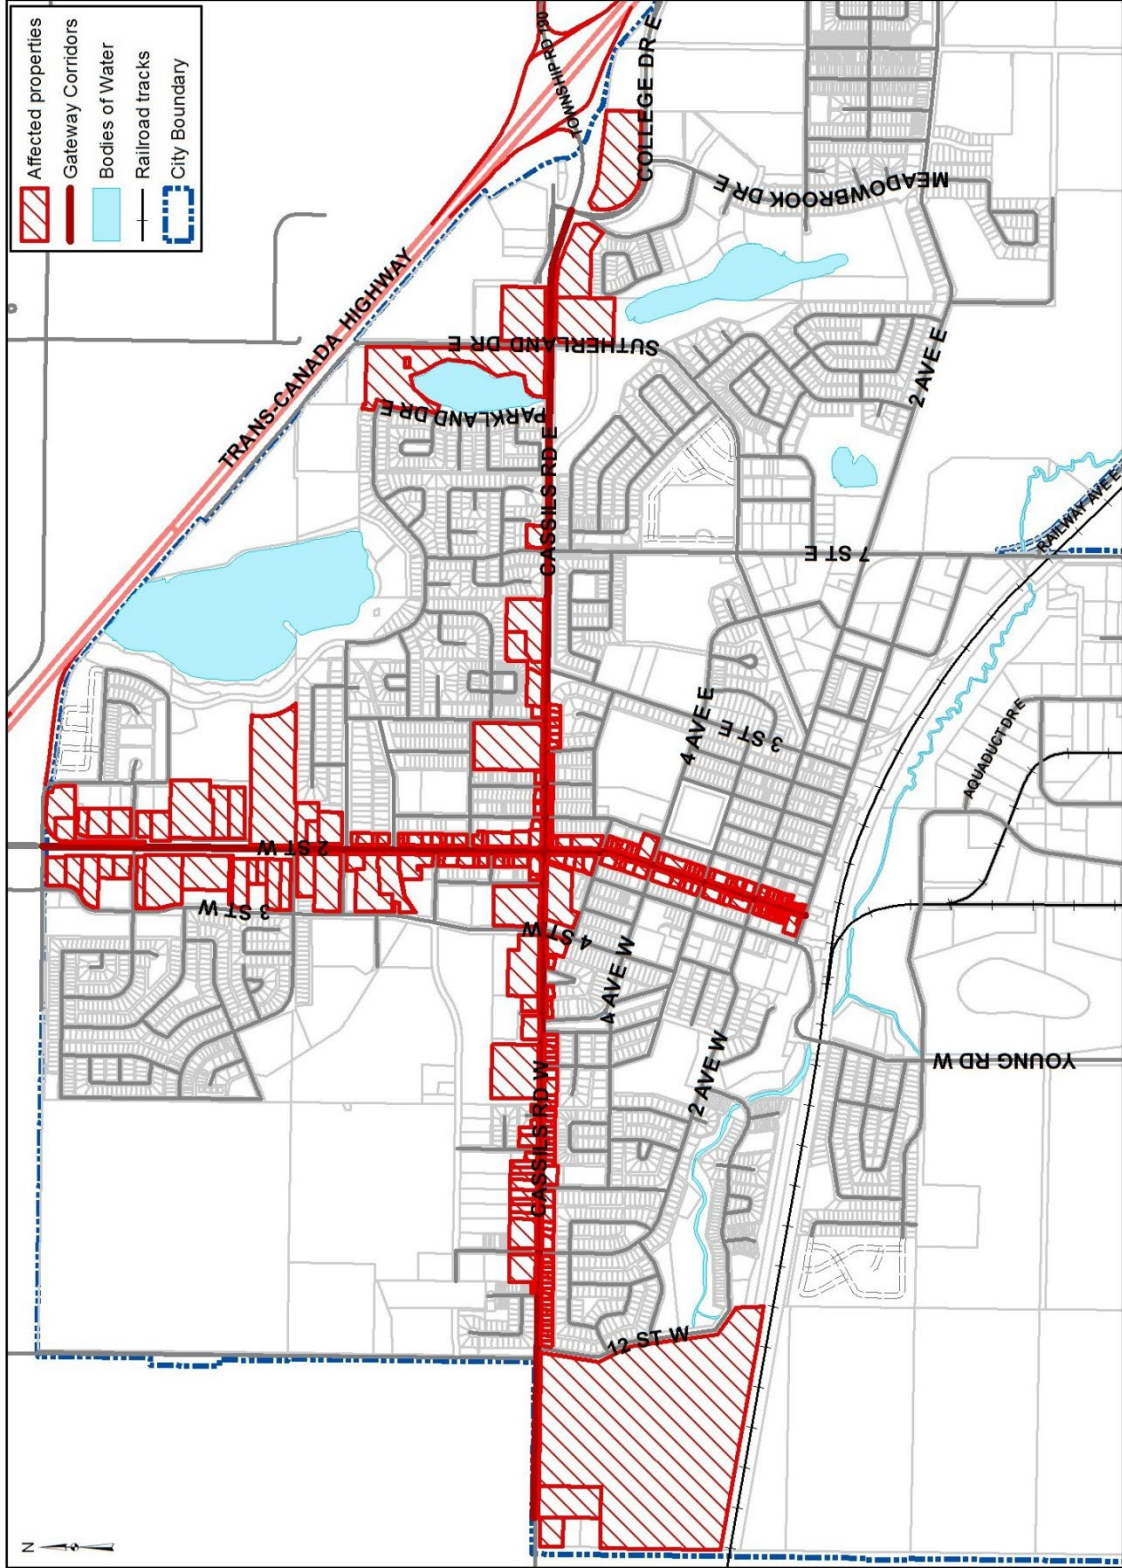 Affected properties
Gateway Corridors
Bodies of Water
Railroad tracks
City Boundary
N
TOWNSHIP RD 190
COLLEGE DR E
TRANS-CANADA HIGHWAY
MEADOWBROOK DR E
SUTHERLAND DR E
PARKLAND DR E
CASSILS RD E
2 AVE E
7 ST E
RAILWAY AVE E
4 AVE E
3 ST E
AQUADUCT DR E
2 ST W
3 ST W
4 ST W
4 AVE W
2 AVE W
CASSILS RD W
YOUNG RD W
12 ST W